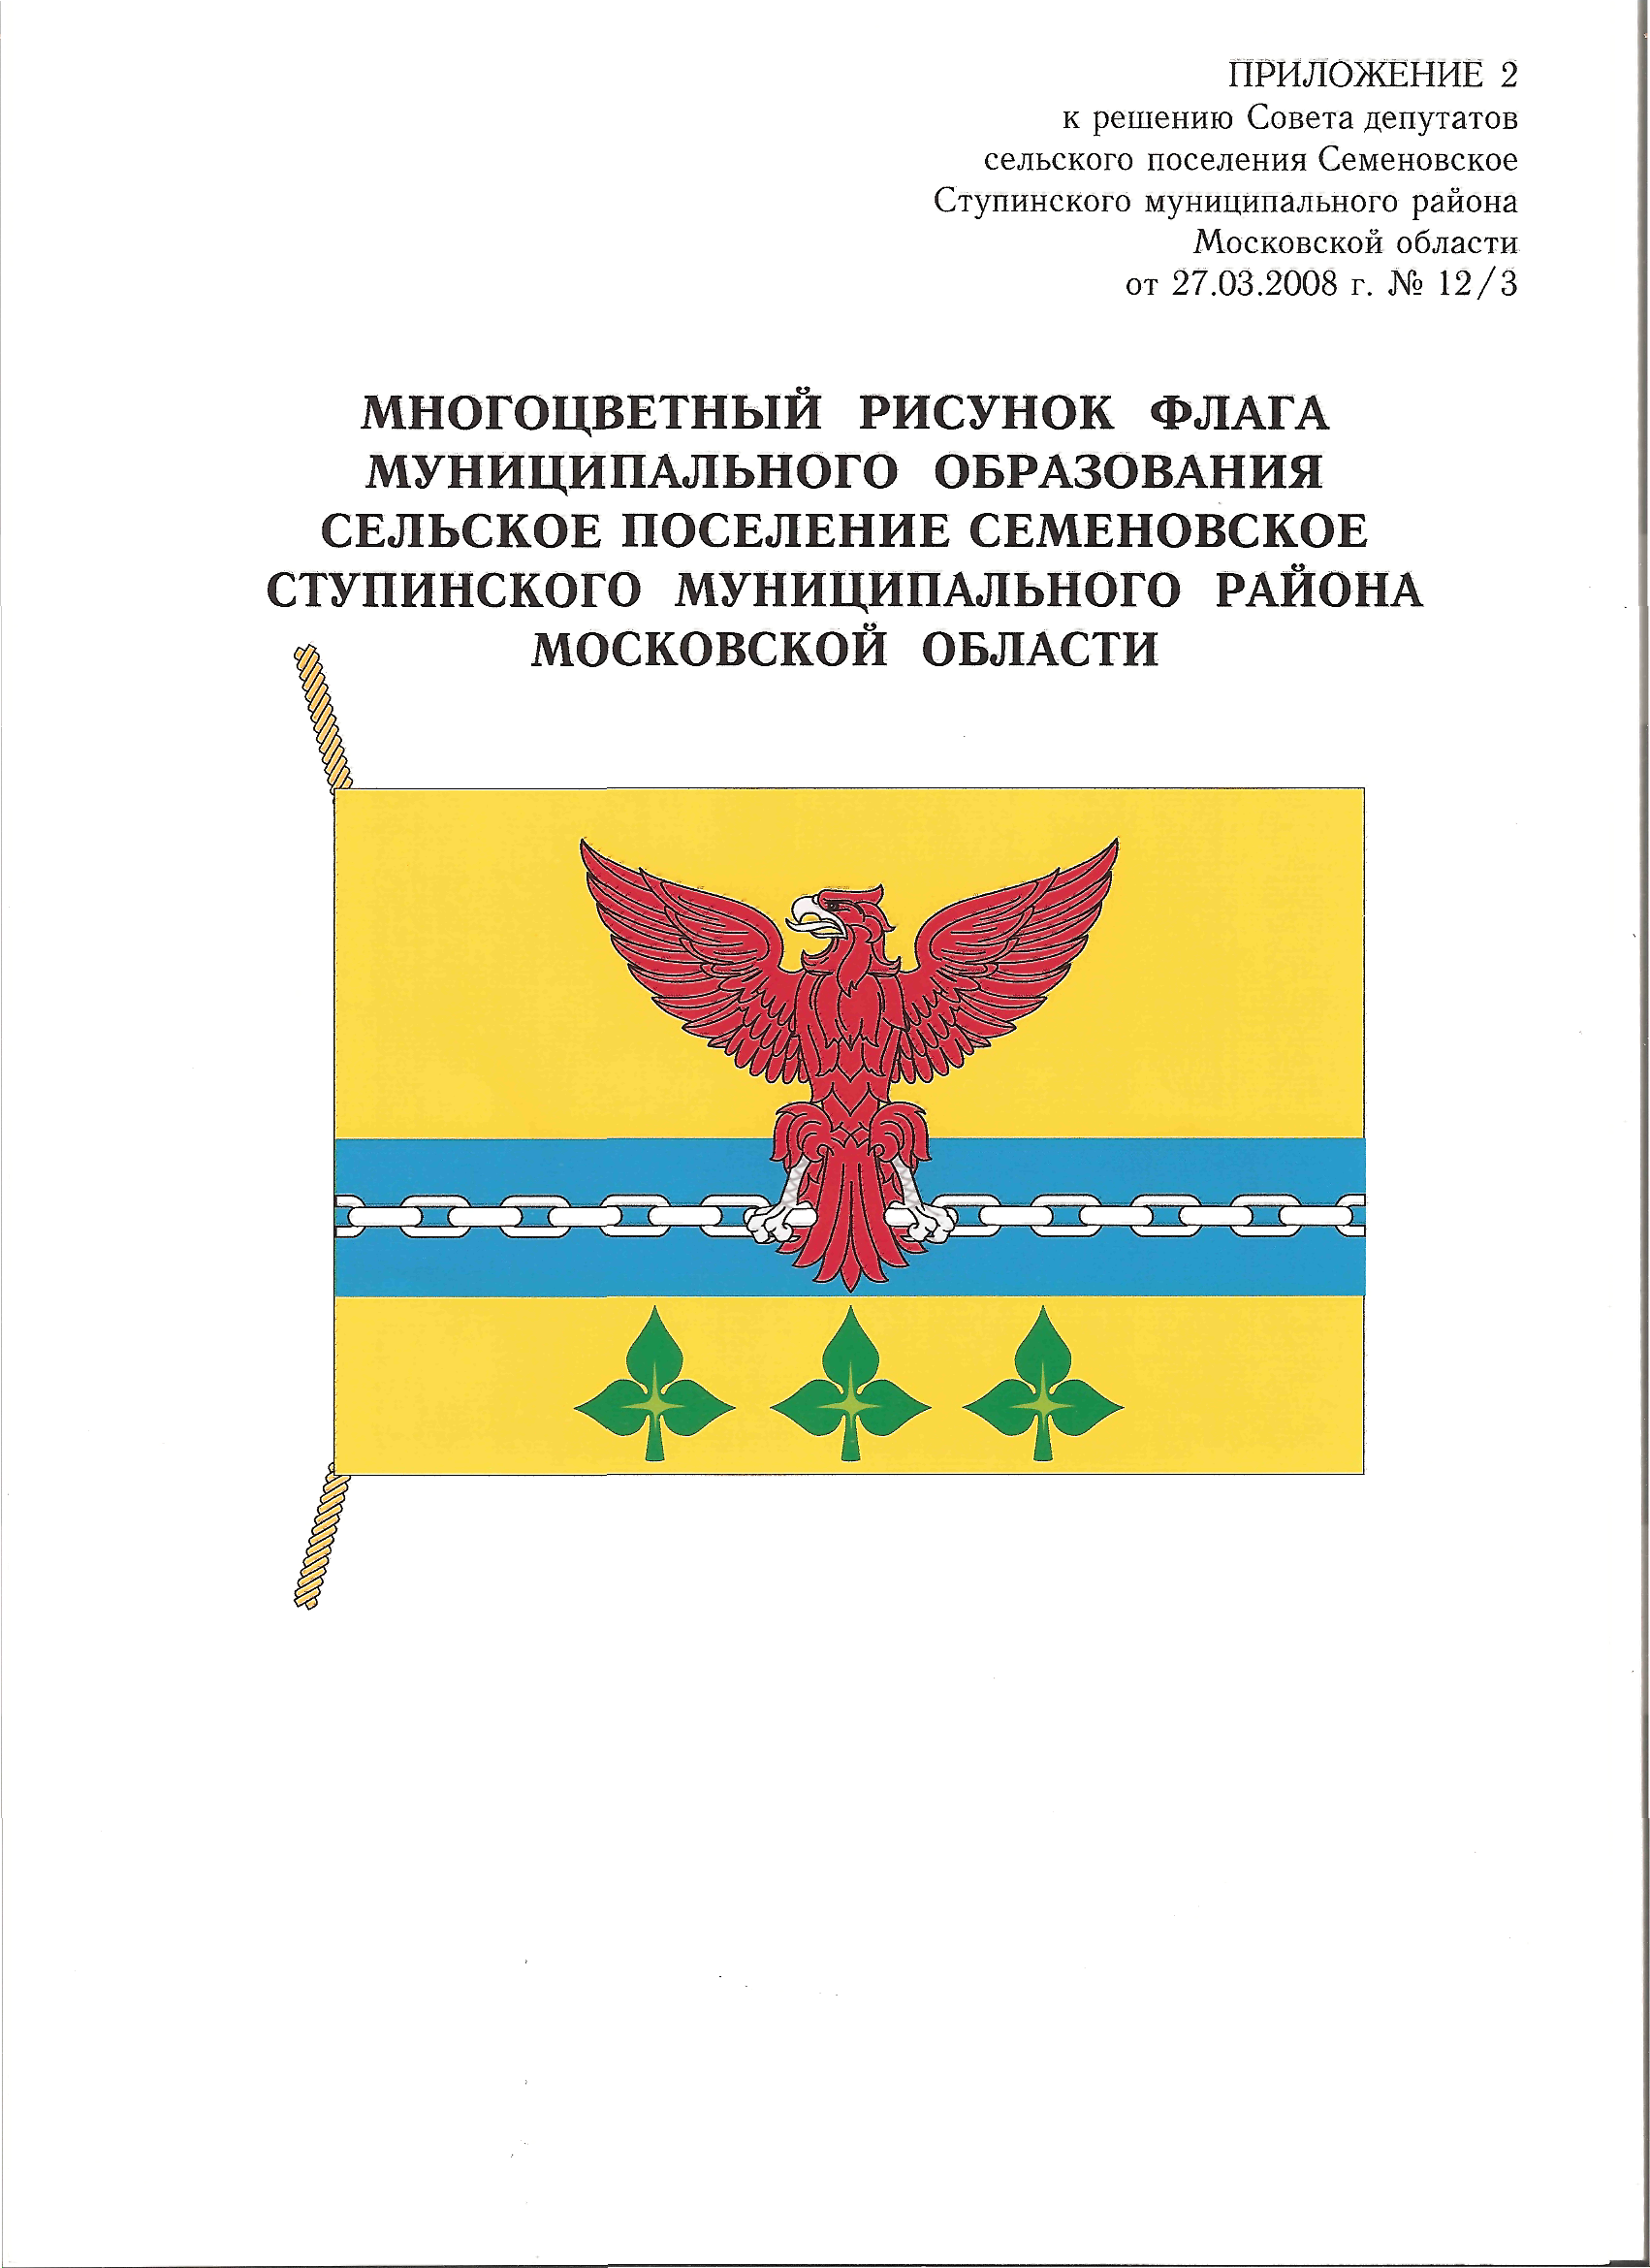 ПРИЛОЖЕНИЕ 2
к решению Совета депутатов
сельского поселения Семеновское
Ступинского муниципального района
Московской области
от 27.03.2008 г. № 12/3
МНОГОЦВЕТНЫЙ РИСУНОК ФЛАГА
МУНИЦИПАЛЬНОГО ОБРАЗОВАНИЯ
СЕЛЬСКОЕ ПОСЕЛЕНИЕ СЕМЕНОВСКОЕ
СТУПИНСКОГО МУНИЦИПАЛЬНОГО РАЙОНА
МОСКОВСКОЙ ОБЛАСТИ